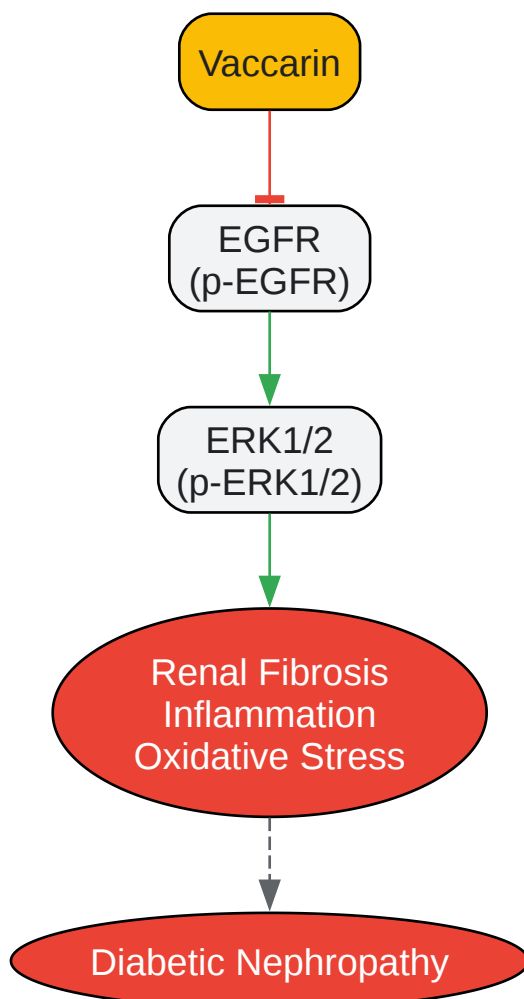 Vaccarin
EGFR
(p-EGFR)
ERK1/2
(p-ERK1/2)
Renal Fibrosis
Inflammation
Oxidative Stress
Diabetic Nephropathy